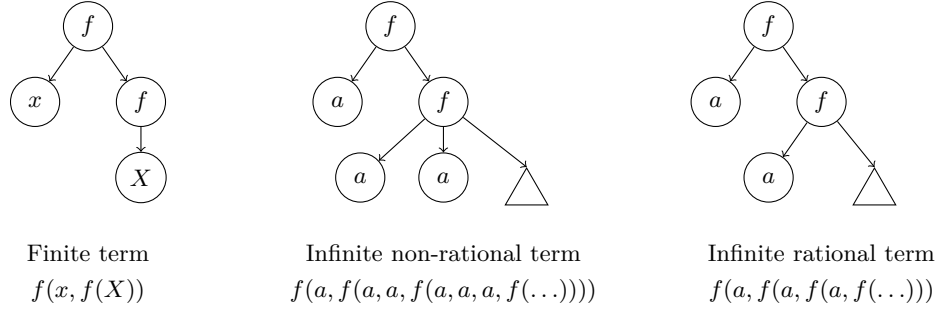 f
x
f
X
Finite term
f(x, f(X))
f
a
f
a
a
Infinite non-rational term
f(a, f(a, a, f(a, a, a, f(...))))
f
a
f
a
Infinite rational term
f(a, f(a, f(a, f(...)))